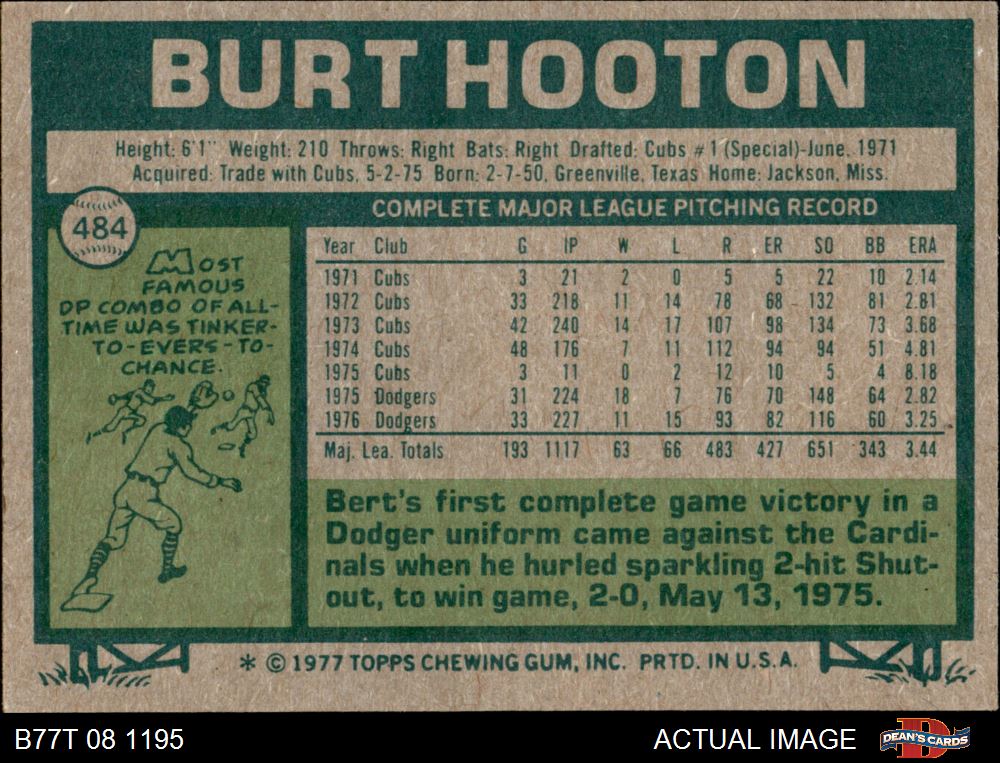 BURT HOOTON
Height: 6'1" Weight: 210 Throws: Right Bats: Right Drafted: Cubs #1 (Special)-June, 1971
Acquired: Trade with Cubs, 5-2-75 Born: 2-7-50, Greenville, Texas Home: Jackson, Miss.
484
COMPLETE MAJOR LEAGUE PITCHING RECORD
MOST
FAMOUS
DP COMBO OF ALL-
TIME WAS TINKER-
TO-EVERS-TO-
CHANCE.
Year Club G IP W L R ER SO BB ERA
1971 Cubs 3 21 2 0 5 5 22 10 2.14
1972 Cubs 33 218 11 14 78 68 132 81 2.81
1973 Cubs 42 240 14 17 107 98 134 73 3.68
1974 Cubs 48 176 7 11 112 94 94 51 4.81
1975 Cubs 3 11 0 2 12 10 5 4 8.18
1975 Dodgers 31 224 18 7 76 70 148 64 2.82
1976 Dodgers 33 227 11 15 93 82 116 60 3.25
Maj. Lea. Totals 193 1117 63 66 483 427 651 343 3.44
Bert's first complete game victory in a
Dodger uniform came against the Cardi-
nals when he hurled sparkling 2-hit Shut-
out, to win game, 2-0, May 13, 1975.
* © 1977 TOPPS CHEWING GUM, INC. PRTD. IN U.S.A.
B77T 08 1195
ACTUAL IMAGE
D
DEAN'S CARDS